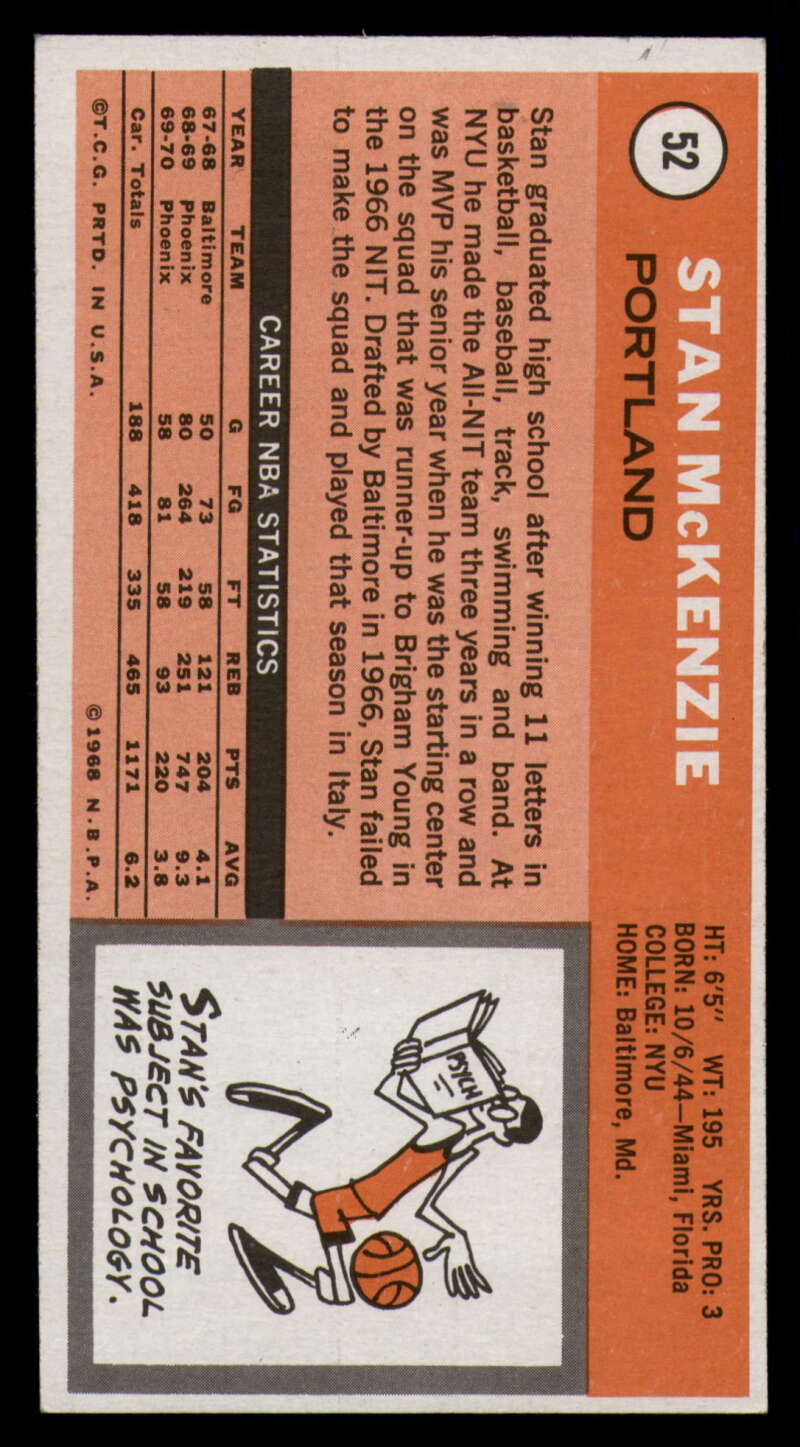 52
STAN McKENZIE
PORTLAND
HT: 6'5" WT: 195 YRS. PRO: 3
BORN: 10/6/44—Miami, Florida
COLLEGE: NYU
HOME: Baltimore, Md.
Stan graduated high school after winning 11 letters in
basketball, baseball, track, swimming and band. At
NYU he made the All-NIT team three years in a row and
was MVP his senior year when he was the starting center
on the squad that was runner-up to Brigham Young in
the 1966 NIT. Drafted by Baltimore in 1966, Stan failed
to make the squad and played that season in Italy.
CAREER NBA STATISTICS
YEAR TEAM G FG FT REB PTS AVG
67-68 Baltimore 50 73 58 121 204 4.1
68-69 Phoenix 80 264 219 251 747 9.3
69-70 Phoenix 58 81 58 93 220 3.8
Car. Totals 188 418 335 465 1171 6.2
©T.C.G. PRTD. IN U.S.A. ©1968 N.B.P.A.
PSYCH
STAN'S FAVORITE
SUBJECT IN SCHOOL
WAS PSYCHOLOGY.